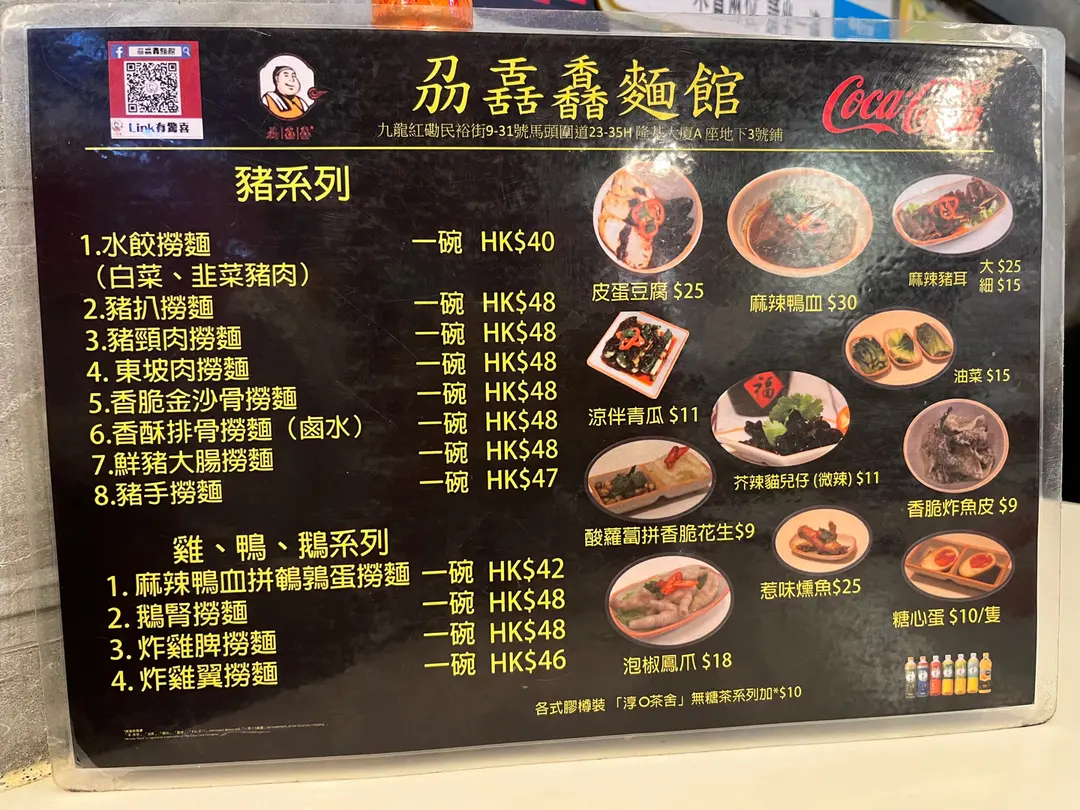 Link有驚喜
刕舙馫麵館
九龍紅磡民裕街9-31號馬頭圍道23-35H 隆基大廈A 座地下3號鋪
Coca-Cola
豬系列
1.水餃撈麵 一碗 HK$40
（白菜、韭菜豬肉）
2.豬扒撈麵 一碗 HK$48
3.豬頸肉撈麵 一碗 HK$48
4.東坡肉撈麵 一碗 HK$48
5.香脆金沙骨撈麵 一碗 HK$48
6.香酥排骨撈麵（鹵水） 一碗 HK$48
7.鮮豬大腸撈麵 一碗 HK$48
8.豬手撈麵 一碗 HK$47
雞、鴨、鵝系列
1.麻辣鴨血拼鵪鶉蛋撈麵 一碗 HK$42
2.鵝腎撈麵 一碗 HK$48
3.炸雞脾撈麵 一碗 HK$48
4.炸雞翼撈麵 一碗 HK$46
皮蛋豆腐 $25
麻辣鴨血 $30
麻辣豬耳 大 $25
細 $15
涼伴青瓜 $11
福
油菜 $15
芥辣貓兒仔 (微辣) $11
香脆炸魚皮 $9
酸蘿蔔拼香脆花生$9
惹味燻魚$25
糖心蛋 $10/隻
泡椒鳳爪 $18
各式膠樽裝 「淳O茶舍」無糖茶系列加*$10